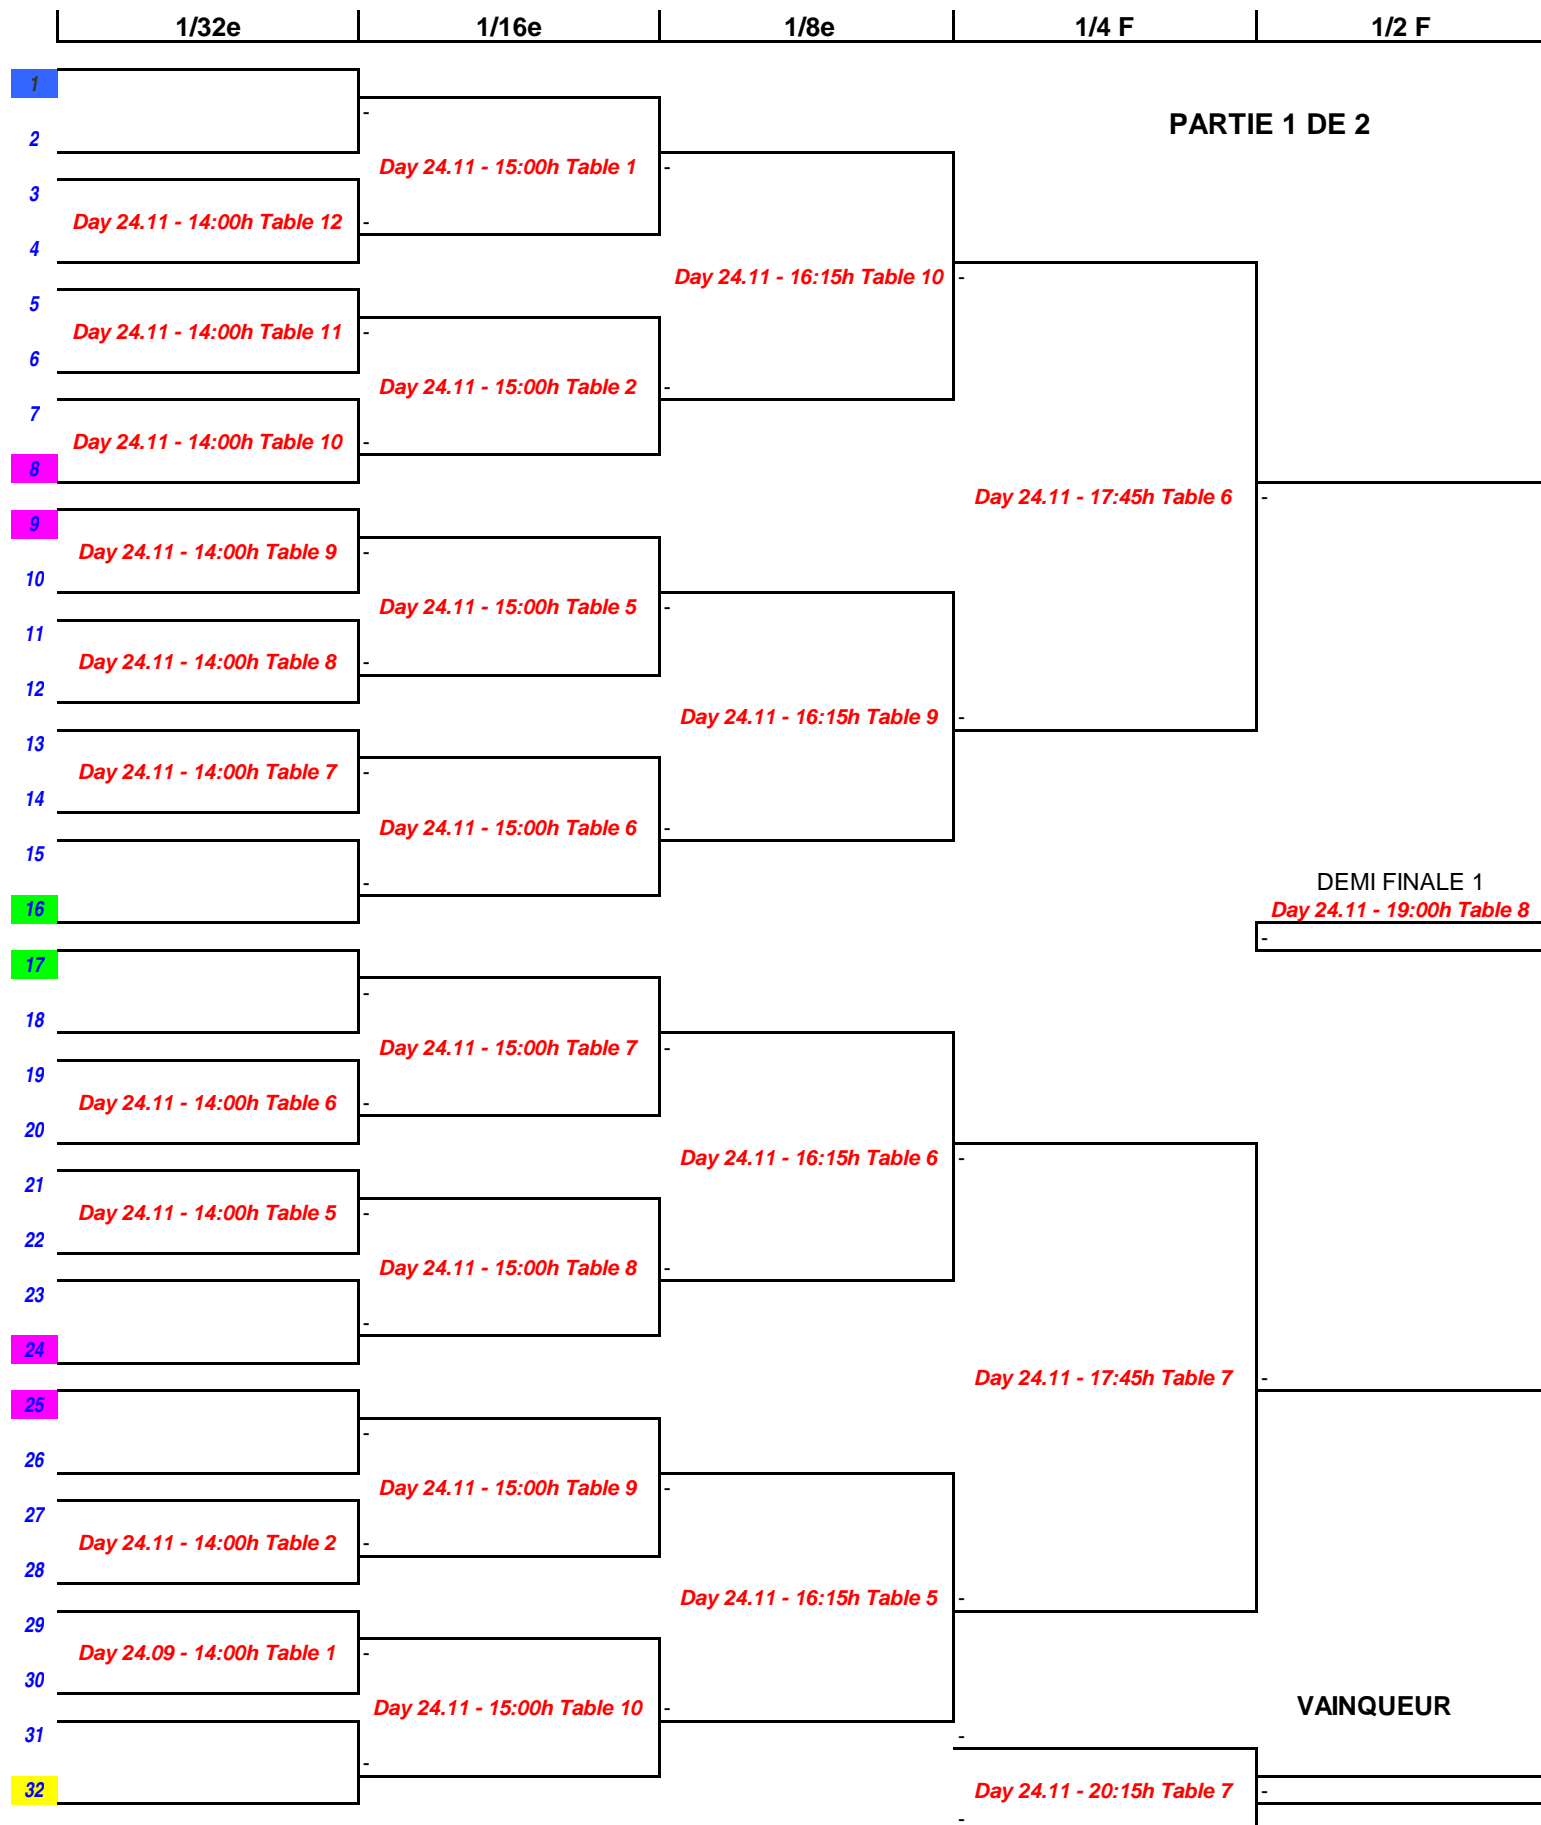 1/32e 1/16e 1/8e 1/4 F 1/2 F
1
-
PARTIE 1 DE 2
2
Day 24.11 - 15:00h Table 1 -
3
Day 24.11 - 14:00h Table 12 -
4
Day 24.11 - 16:15h Table 10 -
5
Day 24.11 - 14:00h Table 11 -
6
Day 24.11 - 15:00h Table 2 -
7
Day 24.11 - 14:00h Table 10 -
8
Day 24.11 - 17:45h Table 6 -
9
Day 24.11 - 14:00h Table 9 -
10
Day 24.11 - 15:00h Table 5 -
11
Day 24.11 - 14:00h Table 8 -
12
Day 24.11 - 16:15h Table 9 -
13
Day 24.11 - 14:00h Table 7 -
14
Day 24.11 - 15:00h Table 6 -
15
-
DEMI FINALE 1
16 Day 24.11 - 19:00h Table 8
-
17
-
18
Day 24.11 - 15:00h Table 7 -
19
Day 24.11 - 14:00h Table 6 -
20
Day 24.11 - 16:15h Table 6 -
21
Day 24.11 - 14:00h Table 5 -
22
Day 24.11 - 15:00h Table 8 -
23
-
24
Day 24.11 - 17:45h Table 7 -
25
-
26
Day 24.11 - 15:00h Table 9 -
27
Day 24.11 - 14:00h Table 2 -
28
Day 24.11 - 16:15h Table 5 -
29
Day 24.09 - 14:00h Table 1 -
30
Day 24.11 - 15:00h Table 10 -
VAINQUEUR
31
-
-
32 Day 24.11 - 20:15h Table 7 -
-